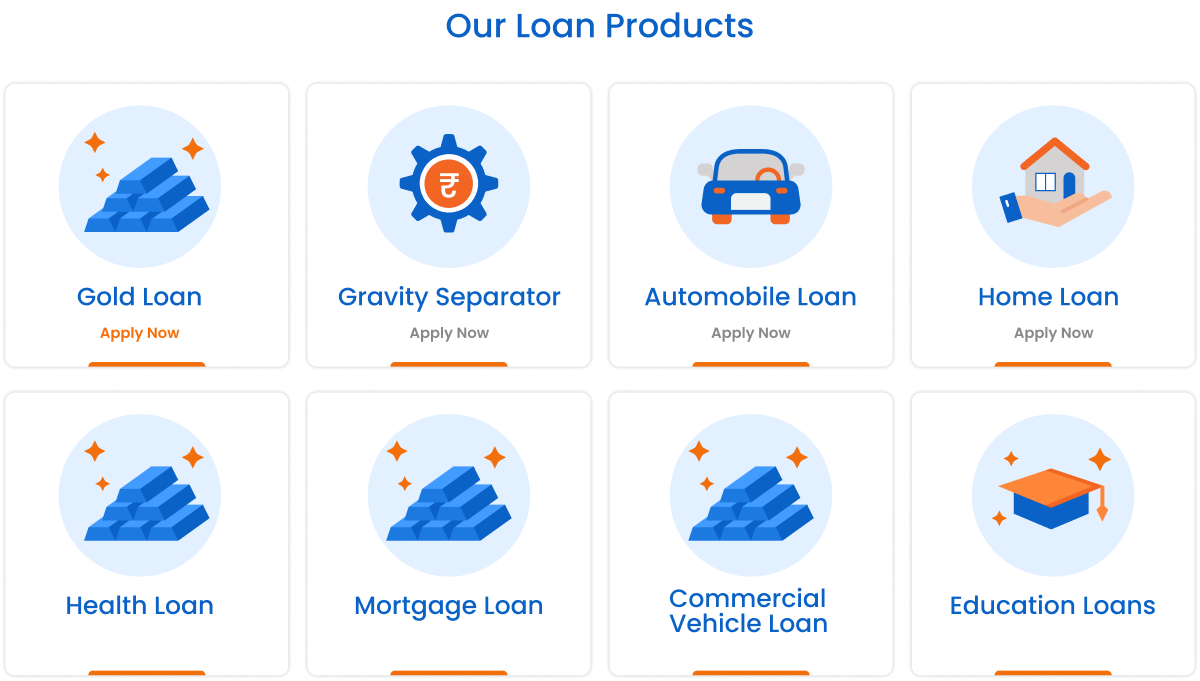 Our Loan Products
Gold Loan
Apply Now
Gravity Separator
Apply Now
Automobile Loan
Apply Now
Home Loan
Apply Now
Health Loan
Mortgage Loan
Commercial
Vehicle Loan
Education Loans